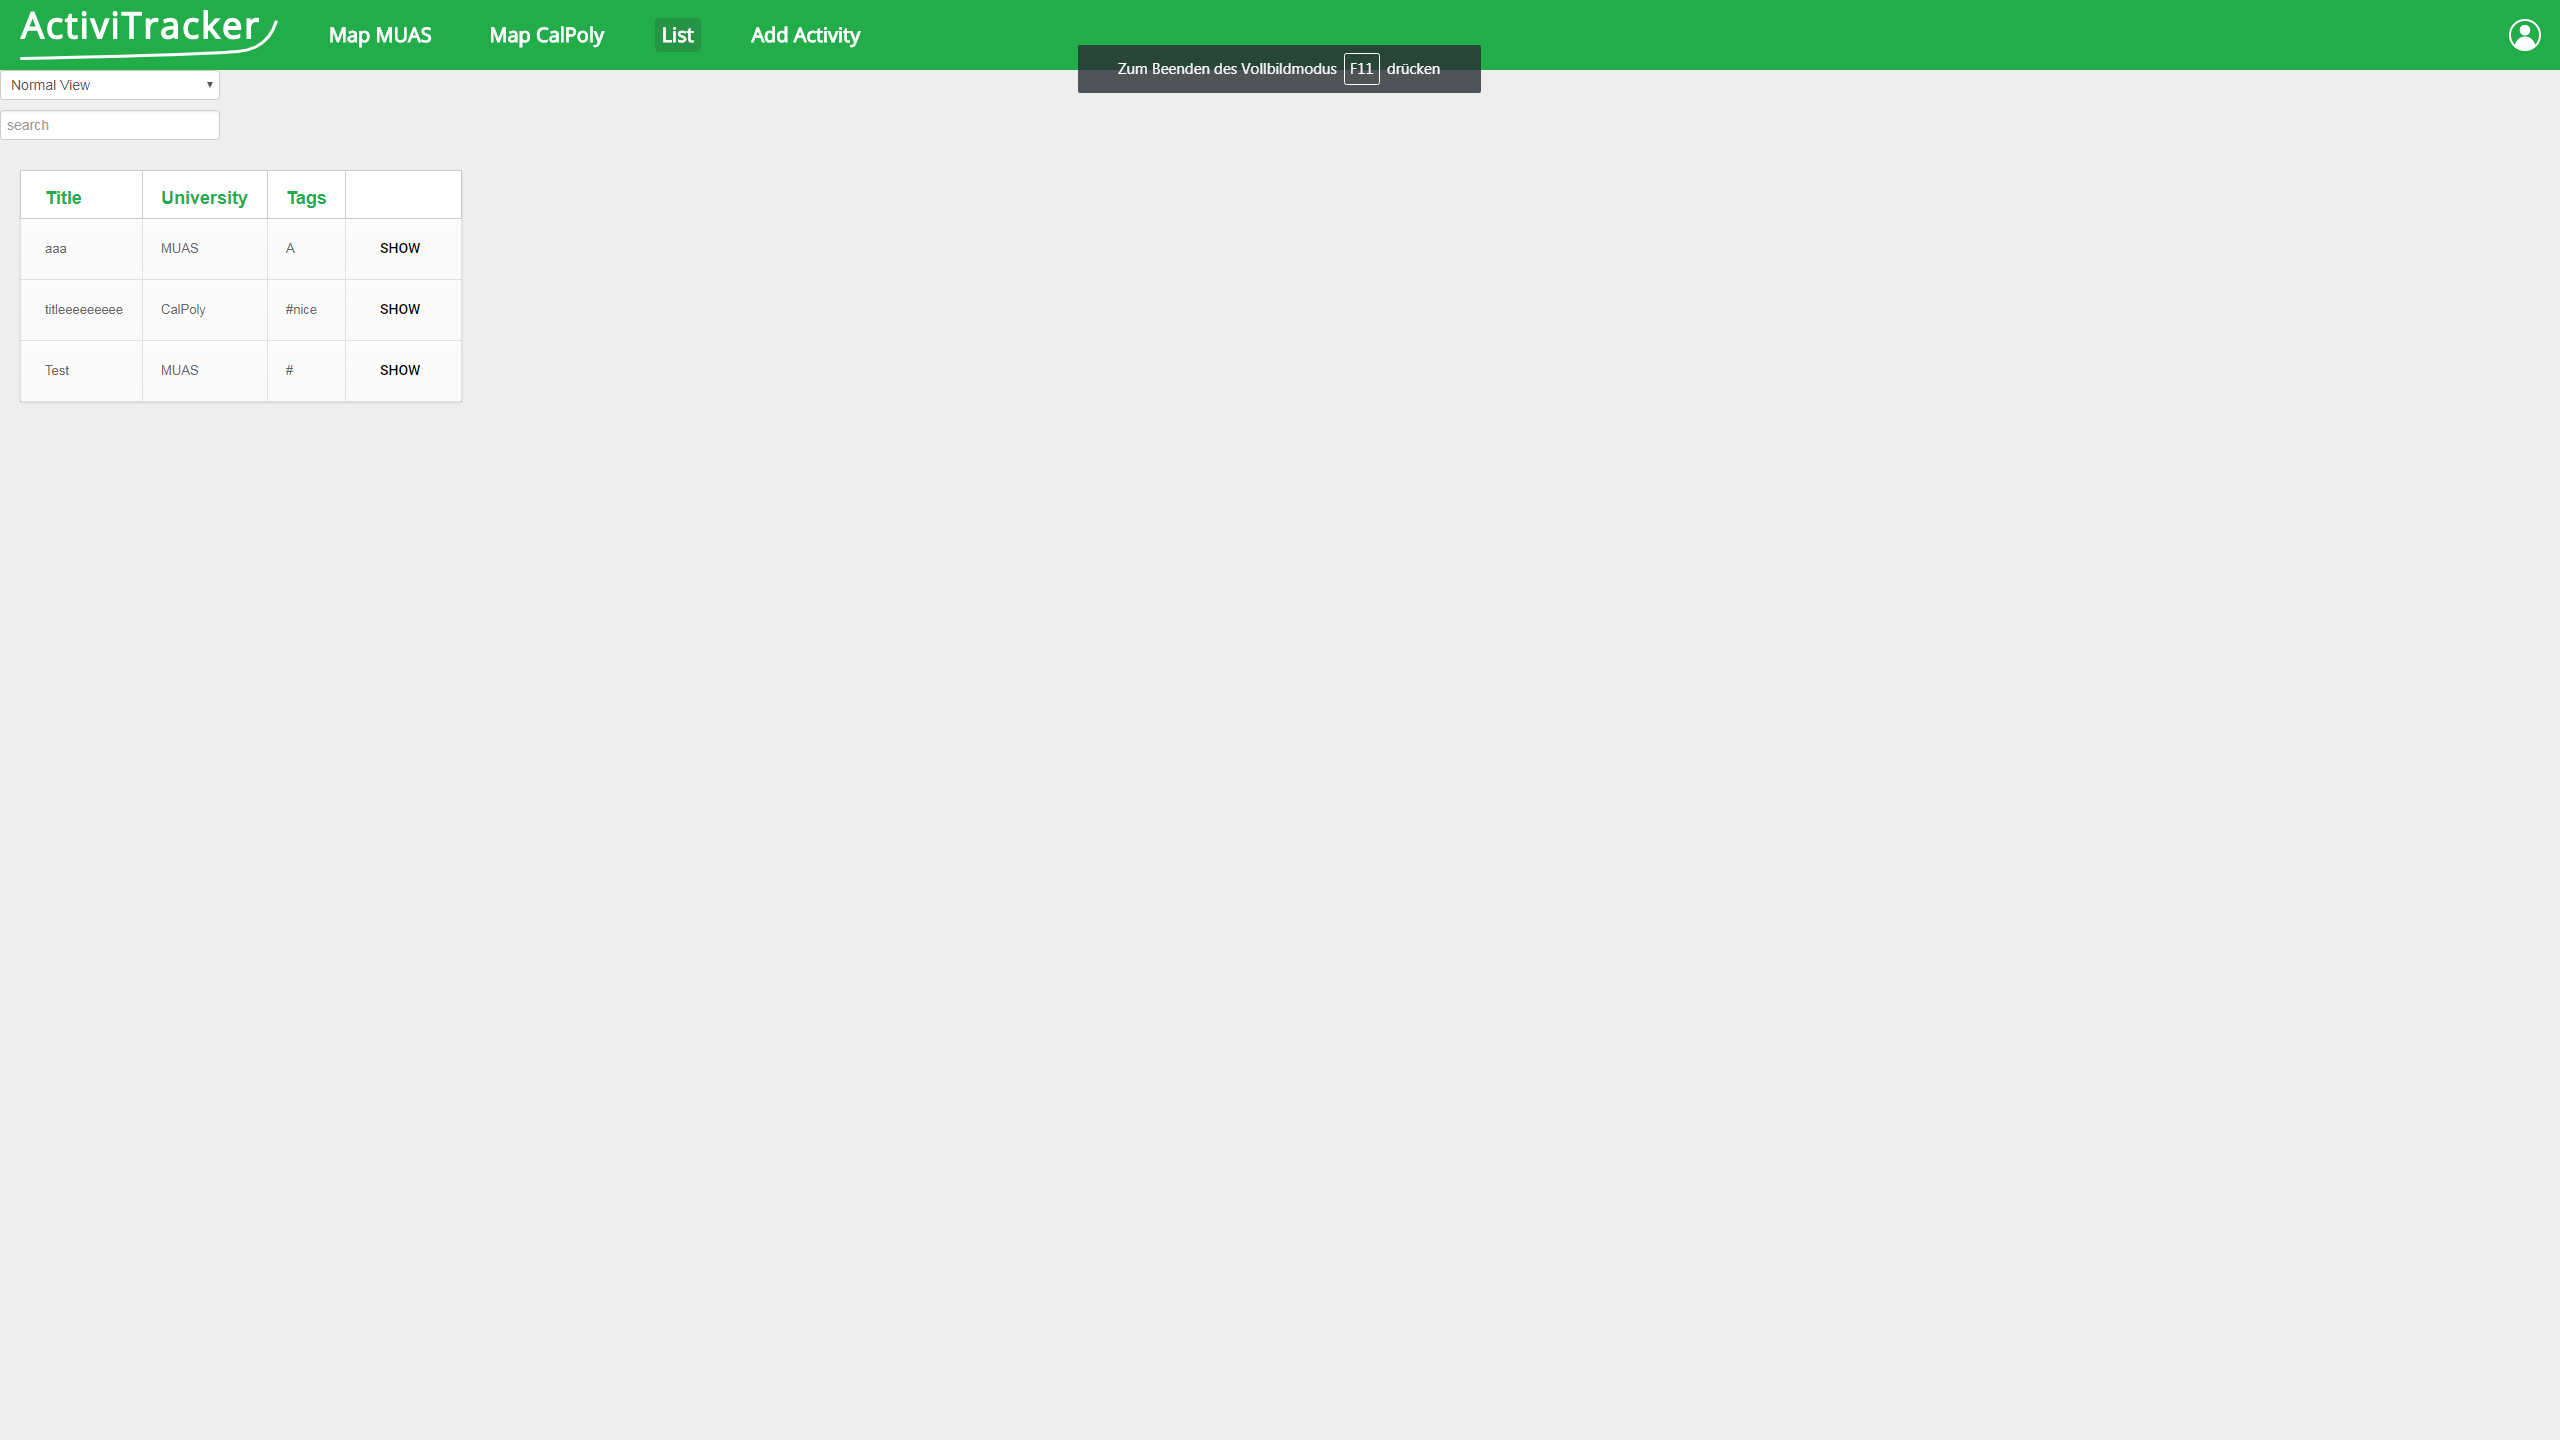 ActiviTracker Map MUAS Map CalPoly List Add Activity
Zum Beenden des Vollbildmodus F11 drücken
Normal View
search
Title University Tags
aaa MUAS A SHOW
titleeeeeeeee CalPoly #nice SHOW
Test MUAS # SHOW